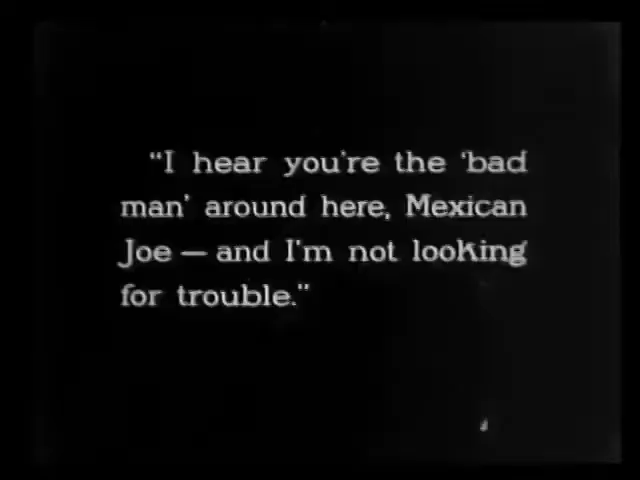 "I hear you're the 'bad
man' around here, Mexican
Joe — and I'm not looking
for trouble."